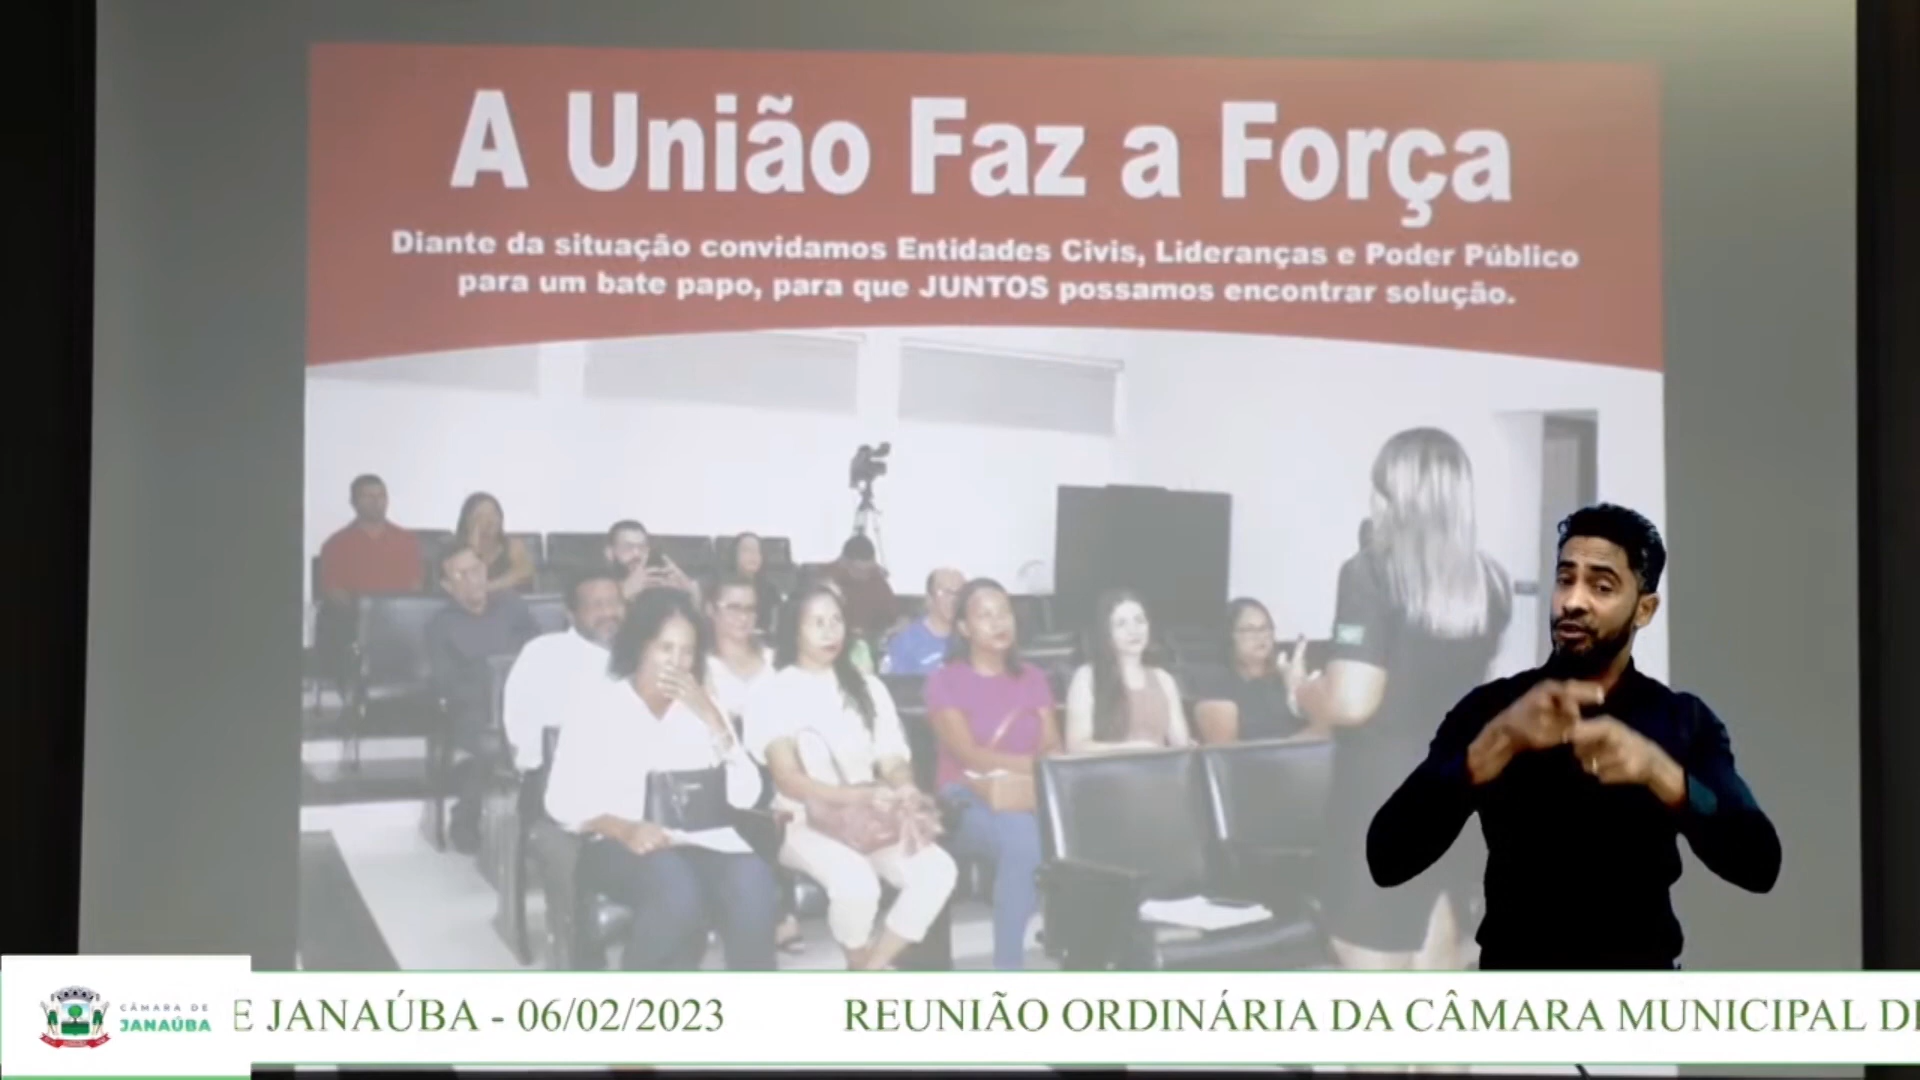 A União Faz a Força
Diante da situação convidamos Entidades Civis, Lideranças e Poder Público
para um bate papo, para que JUNTOS possamos encontrar solução.
CÂMARA DE
JANAÚBA
E JANAÚBA - 06/02/2023 REUNIÃO ORDINÁRIA DA CÂMARA MUNICIPAL DE